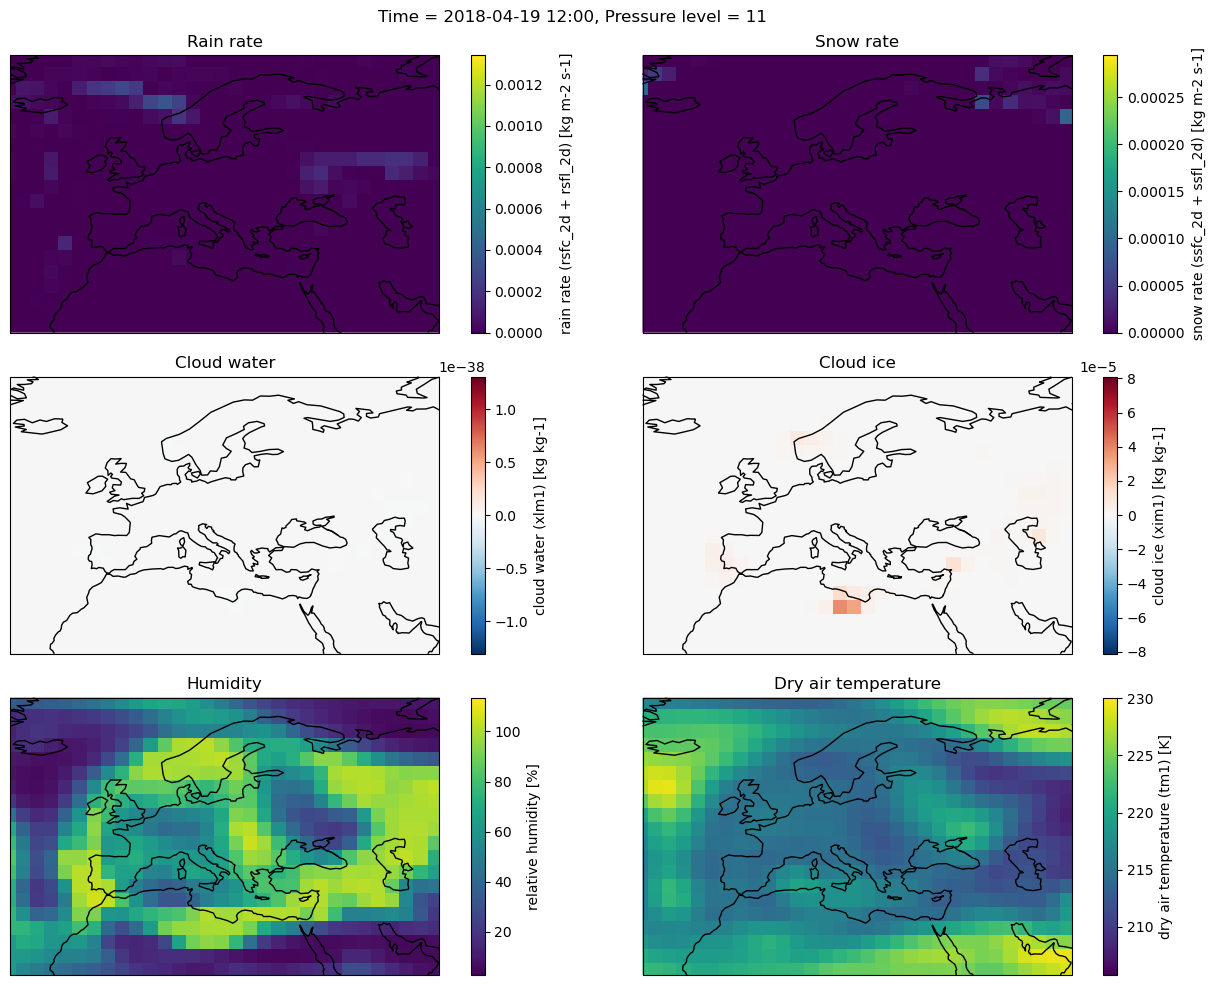 Time = 2018-04-19 12:00, Pressure level = 11
Rain rate
0.0012
0.0010
0.0008
0.0006
0.0004
0.0002
0.0000
rain rate (rsfc_2d + rsfl_2d) [kg m-2 s-1]
Snow rate
0.00025
0.00020
0.00015
0.00010
0.00005
0.00000
snow rate (ssfc_2d + ssfl_2d) [kg m-2 s-1]
Cloud water
1e−38
1.0
0.5
0.0
−0.5
−1.0
cloud water (xlm1) [kg kg-1]
Cloud ice
1e−5
8
6
4
2
0
−2
−4
−6
−8
cloud ice (xim1) [kg kg-1]
Humidity
100
80
60
40
20
relative humidity [%]
Dry air temperature
230
225
220
215
210
dry air temperature (tm1) [K]